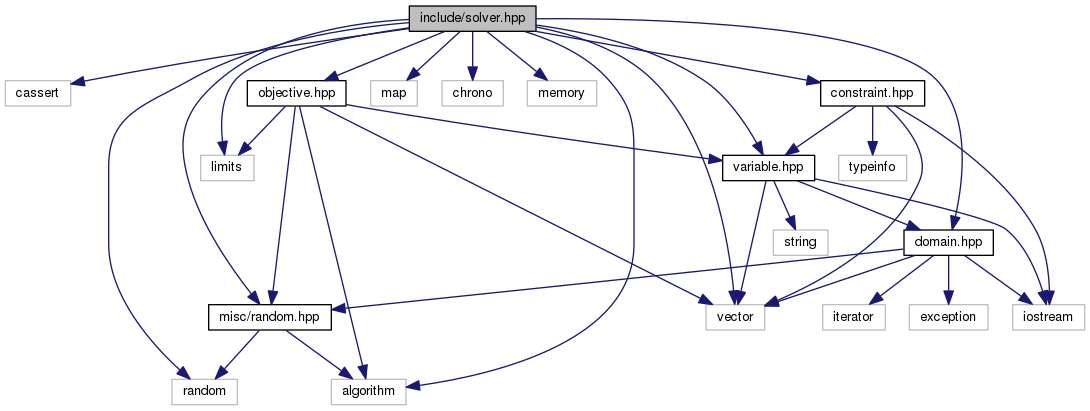 include/solver.hpp
cassert
objective.hpp
map
chrono
memory
constraint.hpp
limits
variable.hpp
typeinfo
string
domain.hpp
misc/random.hpp
vector
iterator
exception
iostream
random
algorithm